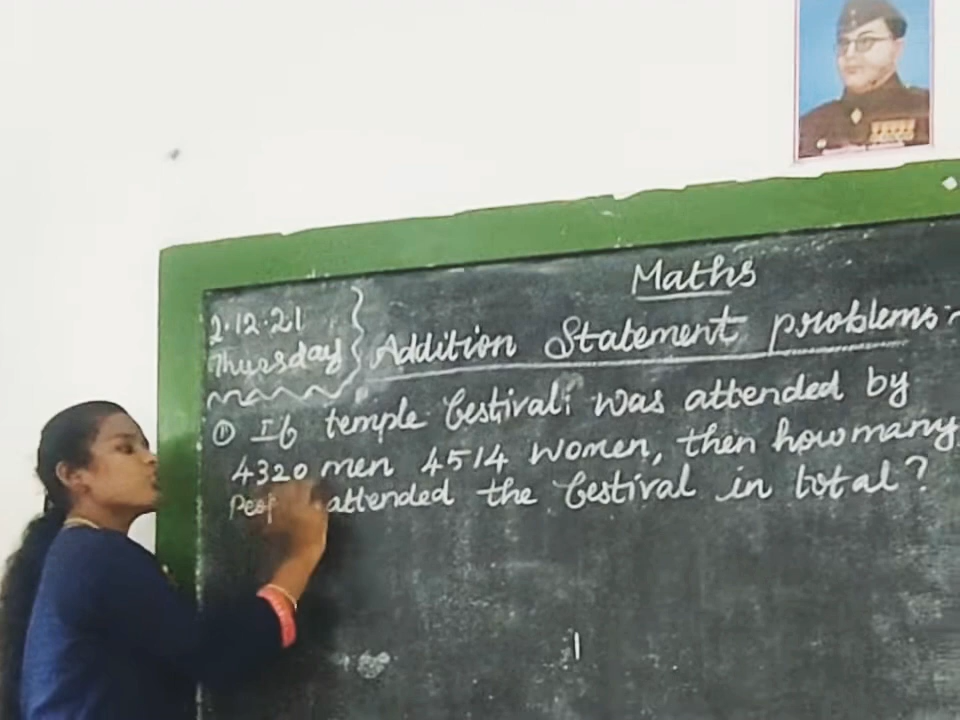 Maths
2.12.21
Thursday
Addition Statement problems:-
① If temple festival: was attended by
4320 men 4514 women, then how many
attended the festival in total?